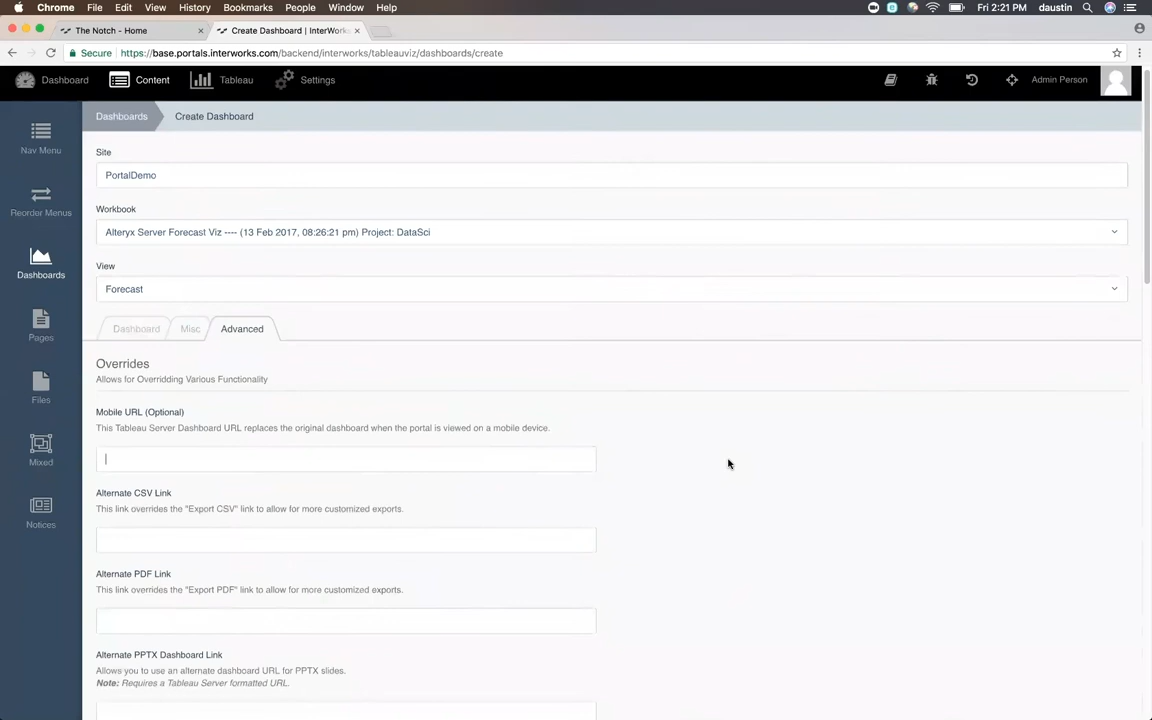 Chrome File Edit View History Bookmarks People Window Help Fri 2:21 PM daustin
The Notch - Home Create Dashboard | InterWorks
Secure https://base.portals.interworks.com/backend/interworks/tableauviz/dashboards/create
Dashboard Content Tableau Settings Admin Person
Dashboards Create Dashboard
Nav Menu
Reorder Menus
Dashboards
Pages
Files
Mixed
Notices
Site
PortalDemo
Workbook
Alteryx Server Forecast Viz ---- (13 Feb 2017, 08:26:21 pm) Project: DataSci
View
Forecast
Dashboard Misc Advanced
Overrides
Allows for Overriding Various Functionality
Mobile URL (Optional)
This Tableau Server Dashboard URL replaces the original dashboard when the portal is viewed on a mobile device.
Alternate CSV Link
This link overrides the "Export CSV" link to allow for more customized exports.
Alternate PDF Link
This link overrides the "Export PDF" link to allow for more customized exports.
Alternate PPTX Dashboard Link
Allows you to use an alternate dashboard URL for PPTX slides.
Note: Requires a Tableau Server formatted URL.